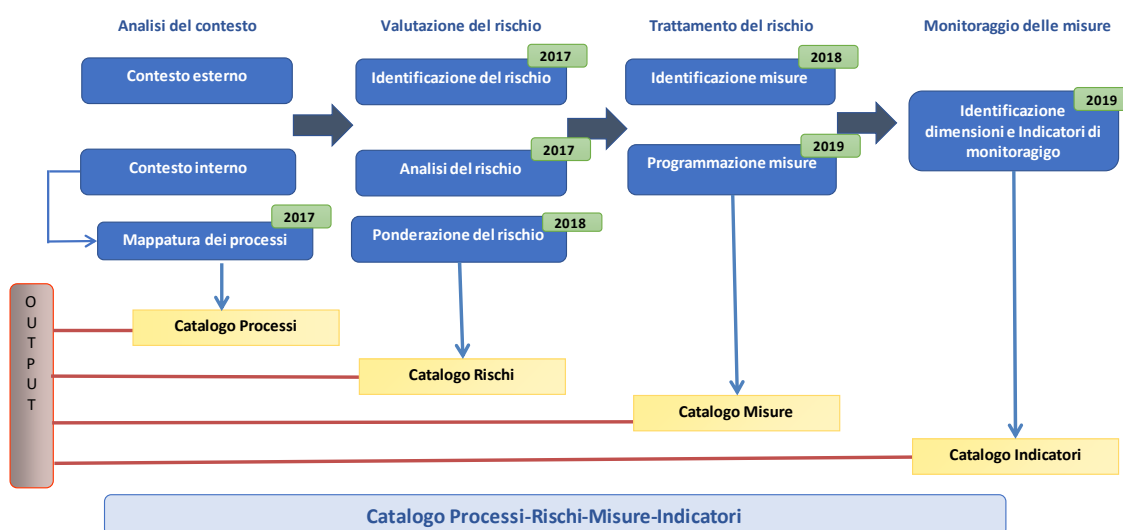 Analisi del contesto
Valutazione del rischio
Trattamento del rischio
Monitoraggio delle misure
Contesto esterno
2017
Identificazione del rischio
2018
Identificazione misure
2019
Identificazione
dimensioni e Indicatori di
monitoragigo
Contesto interno
2017
Analisi del rischio
2019
Programmazione misure
2017
Mappatura dei processi
2018
Ponderazione del rischio
OUTPUT
Catalogo Processi
Catalogo Rischi
Catalogo Misure
Catalogo Indicatori
Catalogo Processi-Rischi-Misure-Indicatori